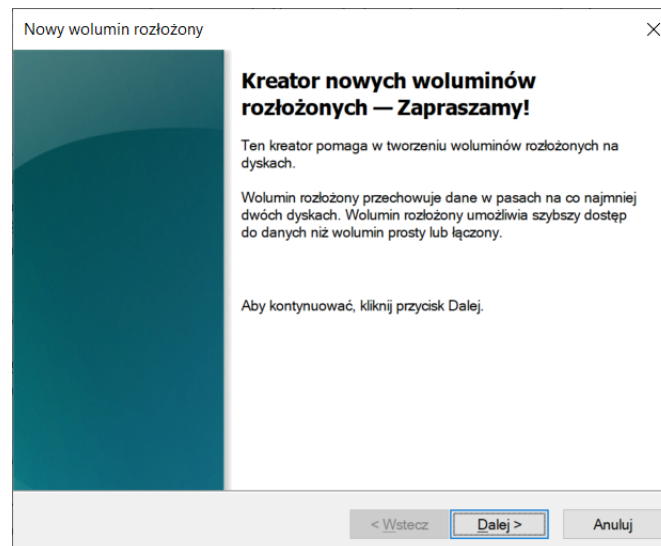 Nowy wolumin rozłożony
Kreator nowych woluminów
rozłożonych — Zapraszamy!
Ten kreator pomaga w tworzeniu woluminów rozłożonych na
dyskach.
Wolumin rozłożony przechowuje dane w pasach na co najmniej
dwóch dyskach. Wolumin rozłożony umożliwia szybszy dostęp
do danych niż wolumin prosty lub łączony.
Aby kontynuować, kliknij przycisk Dalej.
< Wstecz Dalej > Anuluj